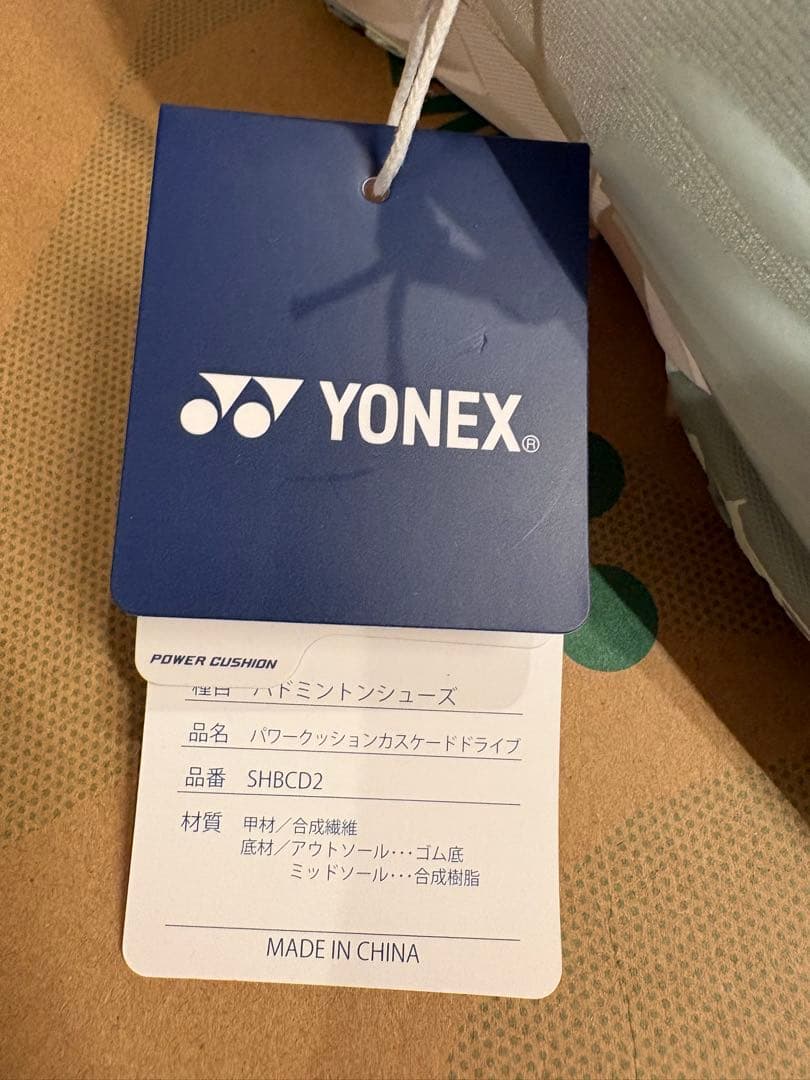 YONEX®
POWER CUSHION
種目 バドミントンシューズ
品名 パワークッションカスケードドライブ
品番 SHBCD2
材質 甲材／合成繊維
底材／アウトソール･･･ゴム底
ミッドソール･･･合成樹脂
MADE IN CHINA